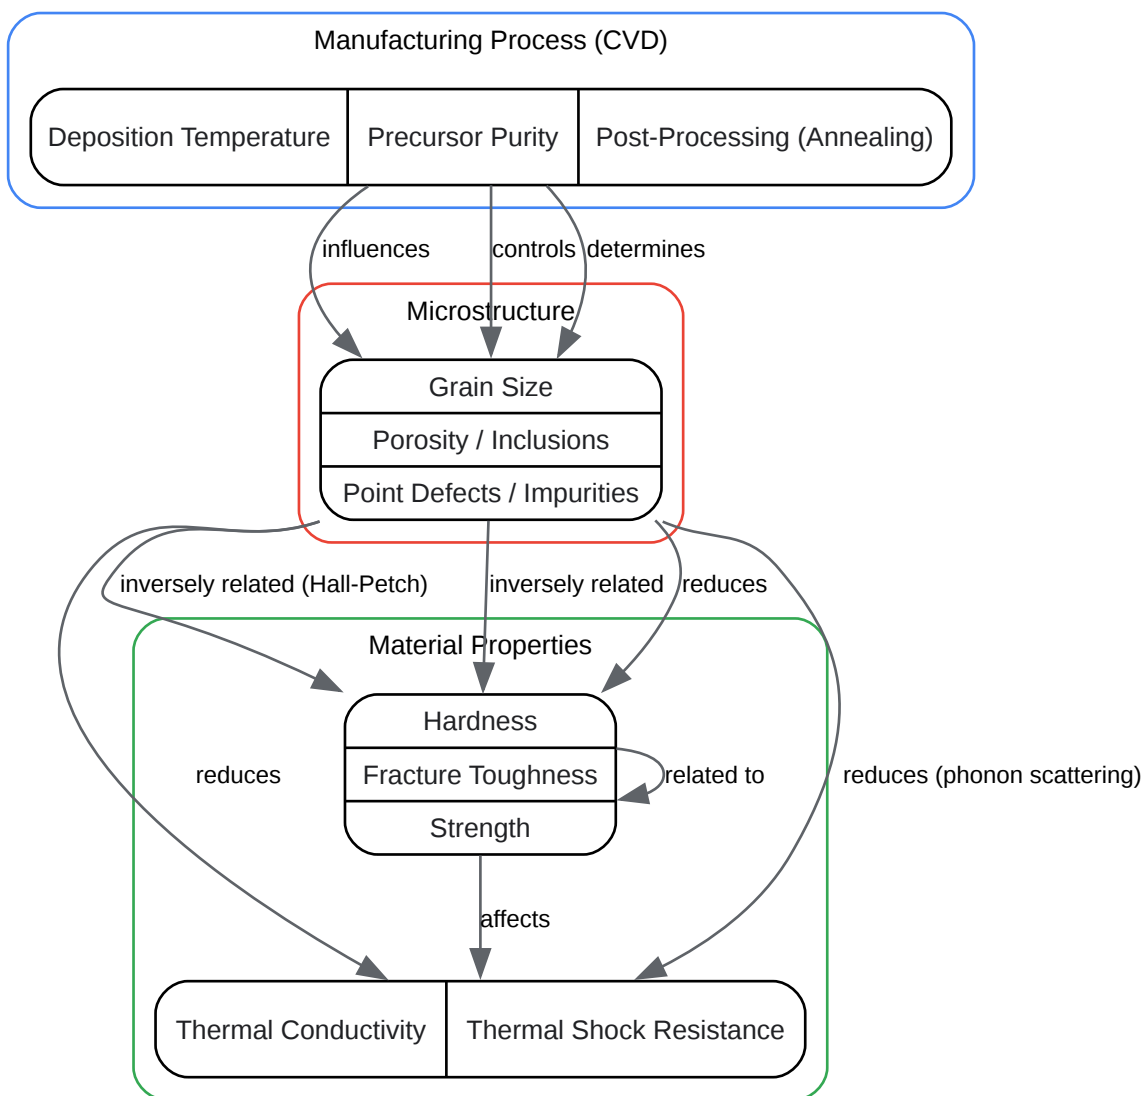 Manufacturing Process (CVD)
Deposition Temperature
Precursor Purity
Post-Processing (Annealing)
influences
controls
determines
Microstructure
Grain Size
Porosity / Inclusions
Point Defects / Impurities
inversely related (Hall-Petch)
inversely related
reduces
Material Properties
Hardness
Fracture Toughness
Strength
reduces
related to
reduces (phonon scattering)
affects
Thermal Conductivity
Thermal Shock Resistance